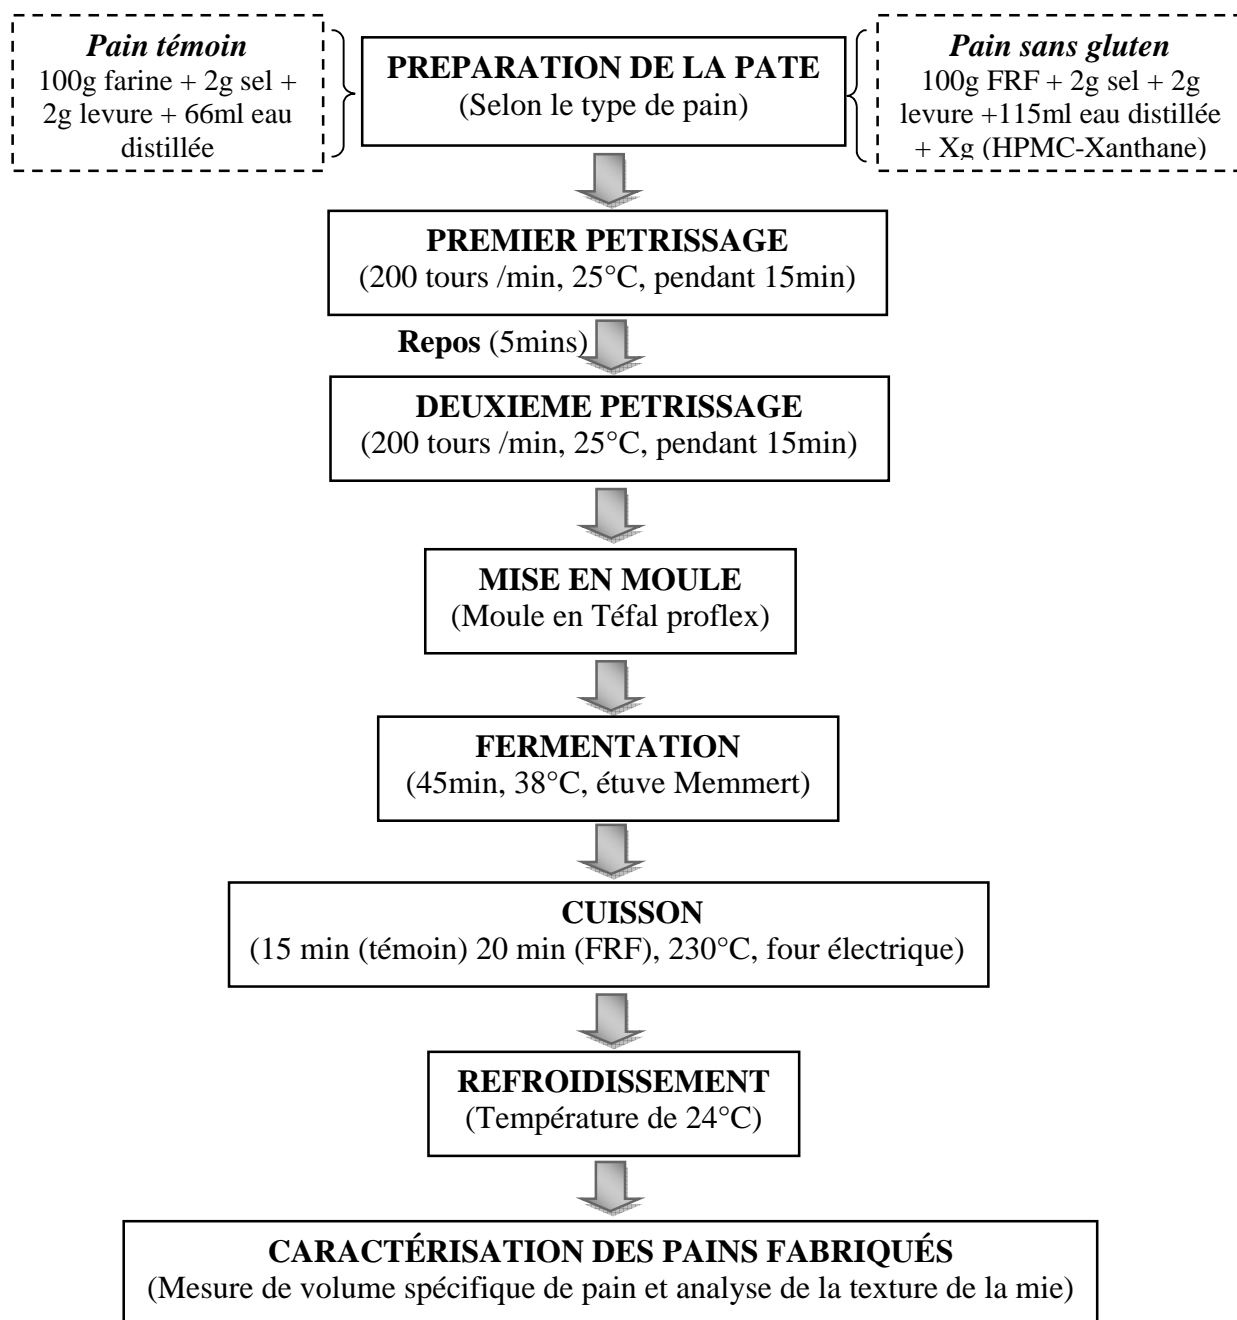 Pain témoin
100g farine + 2g sel +
2g levure + 66ml eau
distillée
PREPARATION DE LA PATE
(Selon le type de pain)
Pain sans gluten
100g FRF + 2g sel + 2g
levure +115ml eau distillée
+ Xg (HPMC-Xanthane)
PREMIER PETRISSAGE
(200 tours /min, 25°C, pendant 15min)
Repos (5mins)
DEUXIEME PETRISSAGE
(200 tours /min, 25°C, pendant 15min)
MISE EN MOULE
(Moule en Téfal proflex)
FERMENTATION
(45min, 38°C, étuve Memmert)
CUISSON
(15 min (témoin) 20 min (FRF), 230°C, four électrique)
REFROIDISSEMENT
(Température de 24°C)
CARACTÉRISATION DES PAINS FABRIQUÉS
(Mesure de volume spécifique de pain et analyse de la texture de la mie)